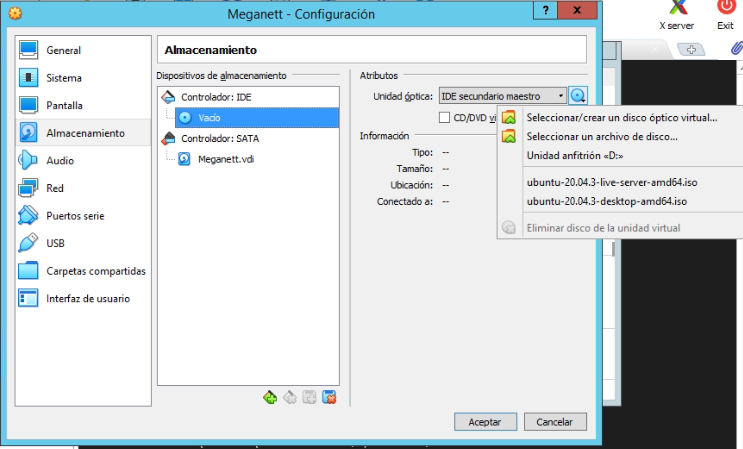 Meganett - Configuración
?
x
X server
Exit
General
Sistema
Pantalla
Almacenamiento
Audio
Red
Puertos serie
USB
Carpetas compartidas
Interfaz de usuario
Almacenamiento
Dispositivos de almacenamiento
Controlador: IDE
Vacío
Controlador: SATA
Meganett.vdi
Atributos
Unidad óptica: IDE secundario maestro
CD/DVD vi
Información
Tipo: --
Tamaño: --
Ubicación: --
Conectado a: --
Seleccionar/crear un disco óptico virtual...
Seleccionar un archivo de disco...
Unidad anfitrión «D:»
ubuntu-20.04.3-live-server-amd64.iso
ubuntu-20.04.3-desktop-amd64.iso
Eliminar disco de la unidad virtual
Aceptar
Cancelar